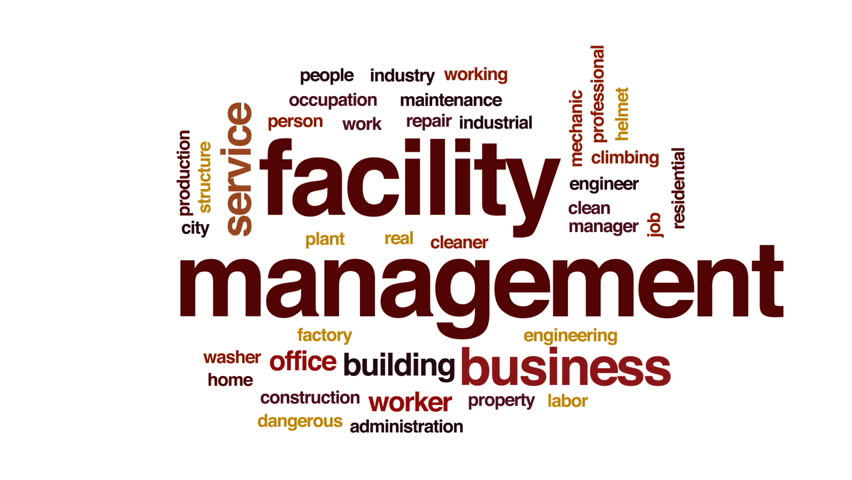 people industry working
occupation maintenance
person work repair industrial
production
structure
service
city
facility
mechanic
professional
helmet
climbing
engineer
clean
manager
job
residential
plant real cleaner
management
factory engineering
washer office building business
home
construction worker property labor
dangerous administration